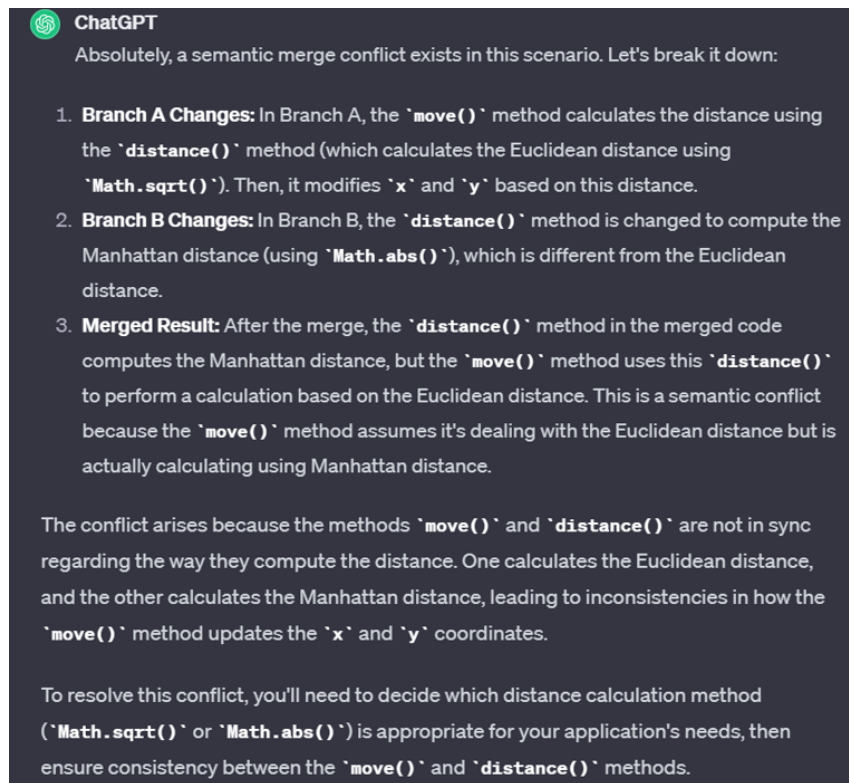 ChatGPT
Absolutely, a semantic merge conflict exists in this scenario. Let's break it down:
1. Branch A Changes: In Branch A, the `move()` method calculates the distance using
the `distance()` method (which calculates the Euclidean distance using
`Math.sqrt()`). Then, it modifies `x` and `y` based on this distance.
2. Branch B Changes: In Branch B, the `distance()` method is changed to compute the
Manhattan distance (using `Math.abs()`), which is different from the Euclidean
distance.
3. Merged Result: After the merge, the `distance()` method in the merged code
computes the Manhattan distance, but the `move()` method uses this `distance()`
to perform a calculation based on the Euclidean distance. This is a semantic conflict
because the `move()` method assumes it's dealing with the Euclidean distance but is
actually calculating using Manhattan distance.
The conflict arises because the methods `move()` and `distance()` are not in sync
regarding the way they compute the distance. One calculates the Euclidean distance,
and the other calculates the Manhattan distance, leading to inconsistencies in how the
`move()` method updates the `x` and `y` coordinates.
To resolve this conflict, you'll need to decide which distance calculation method
(`Math.sqrt()` or `Math.abs()`) is appropriate for your application's needs, then
ensure consistency between the `move()` and `distance()` methods.